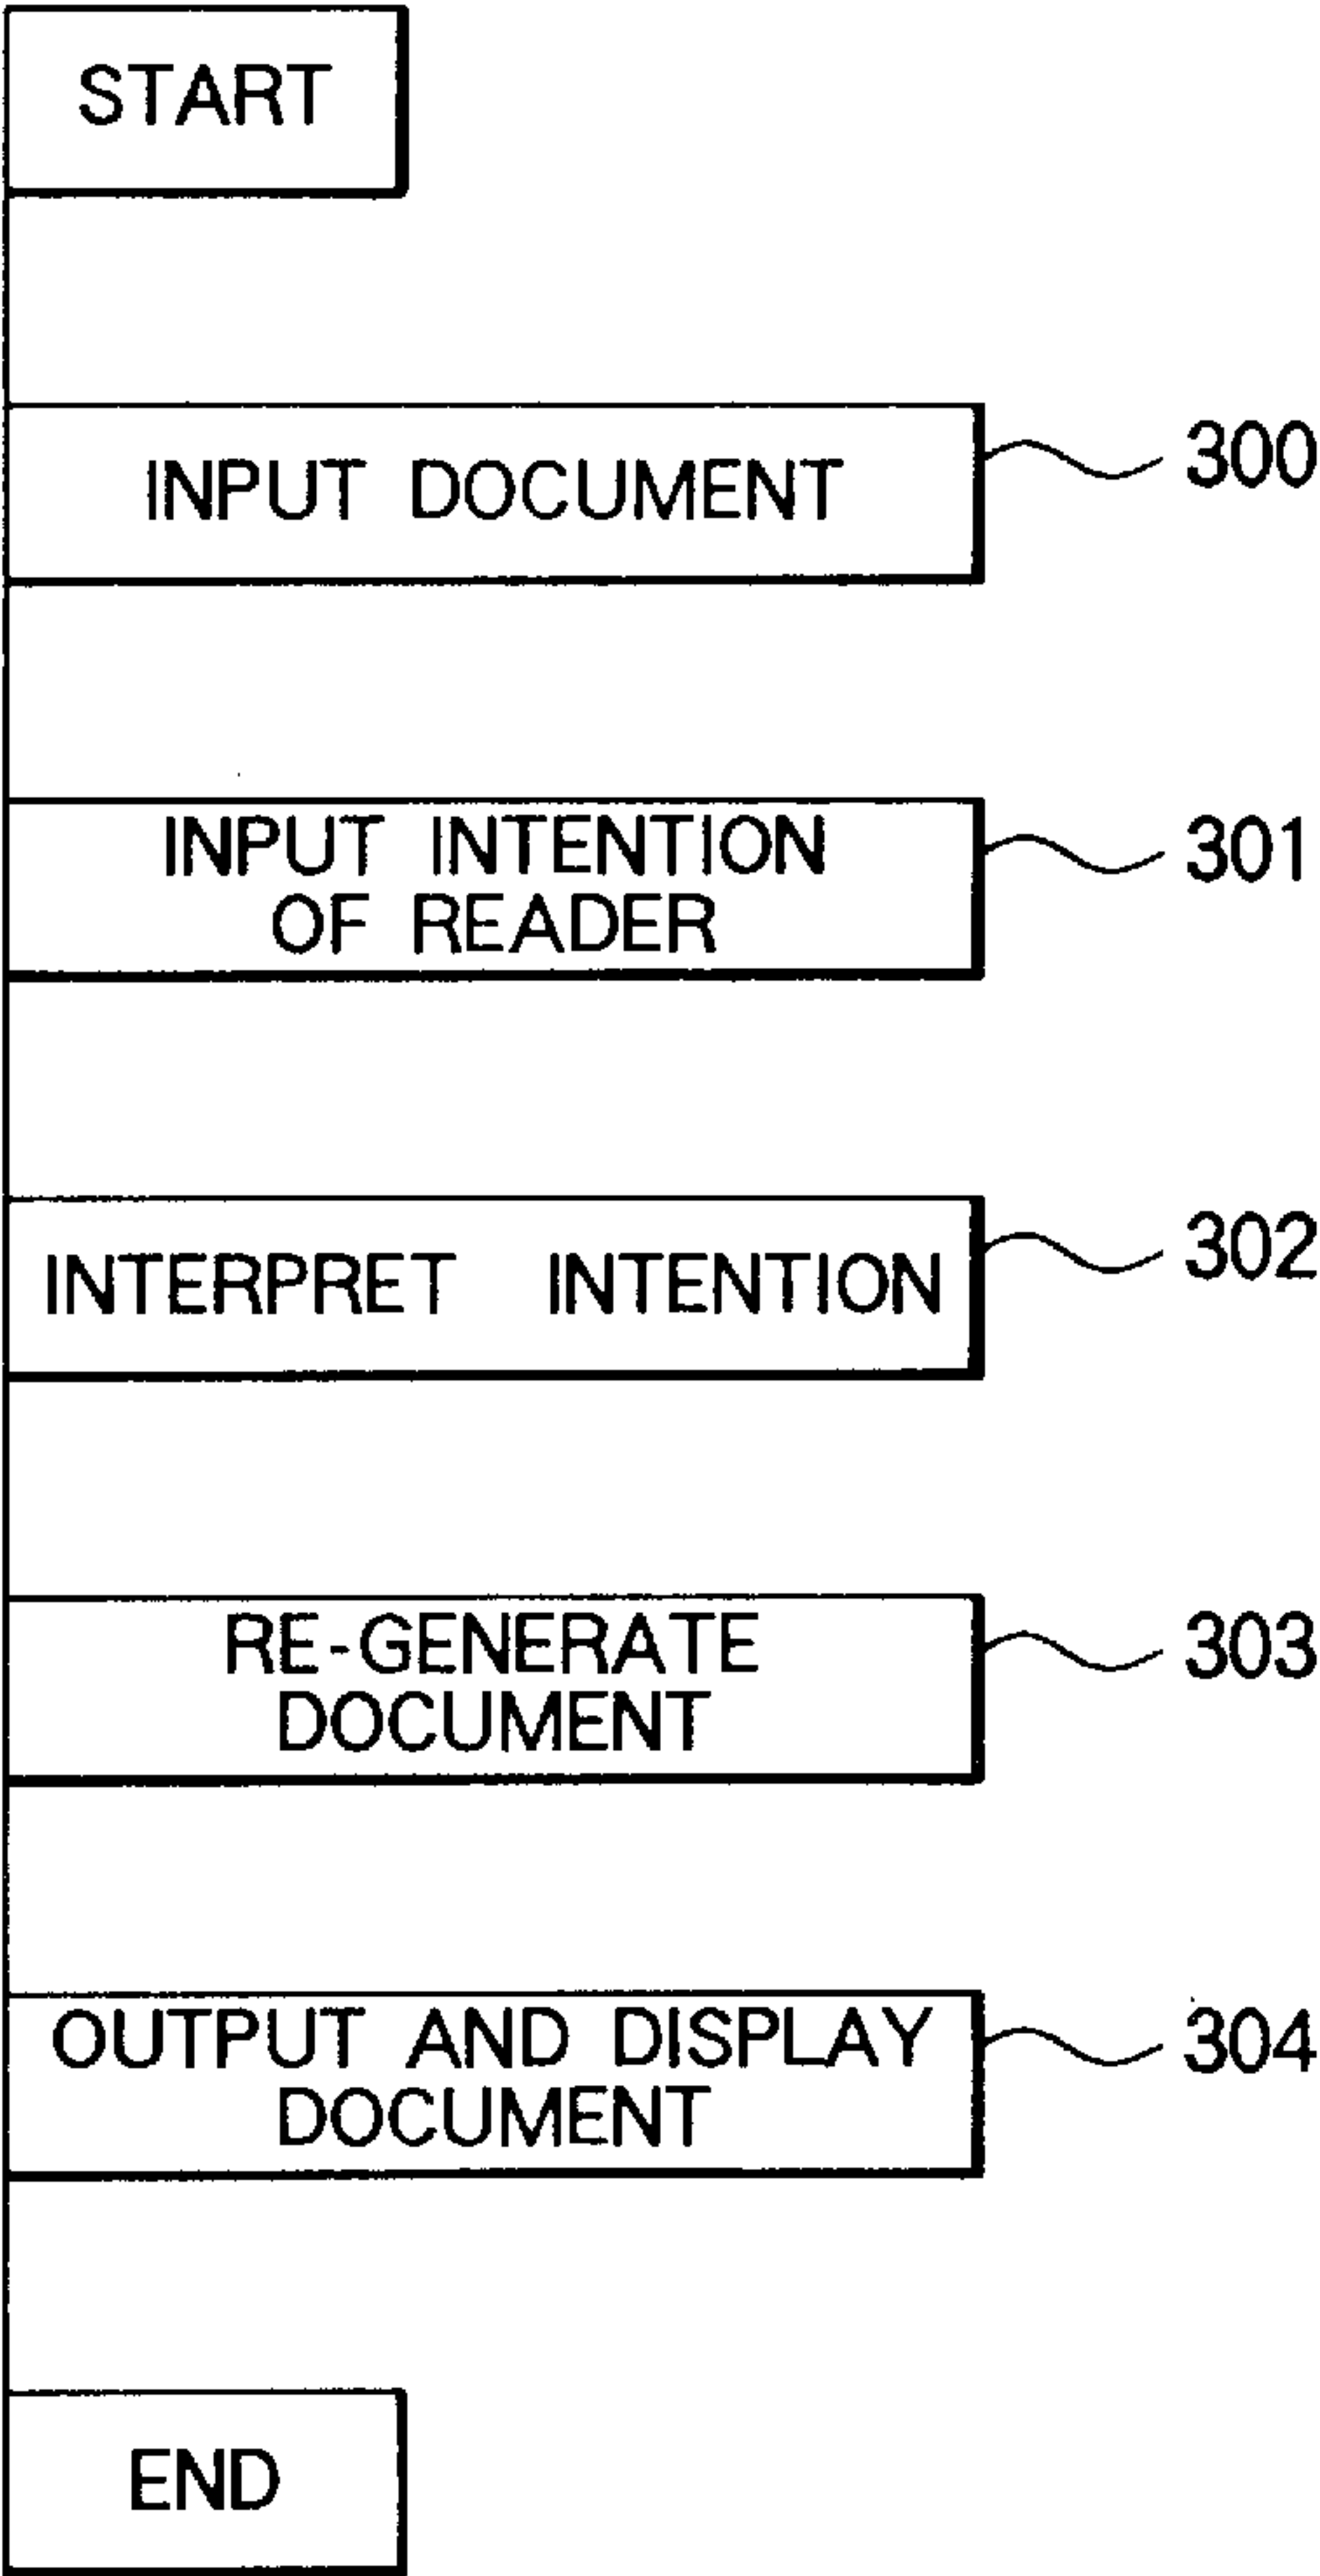 START
INPUT DOCUMENT
300
INPUT INTENTION
OF READER
301
INTERPRET INTENTION
302
RE-GENERATE
DOCUMENT
303
OUTPUT AND DISPLAY
DOCUMENT
304
END